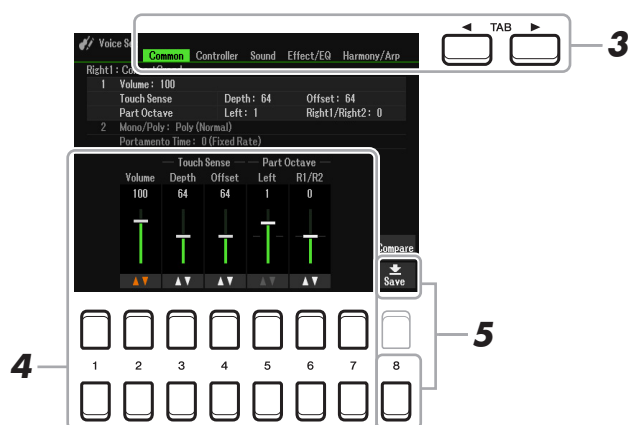 ◄ TAB ►
3
Voice S
Common Controller Sound Effect/EQ Harmony/Arp
Right1 :
1 Volume : 100
Touch Sense Depth : 64 Offset : 64
Part Octave Left : 1 Right1/Right2 : 0
2 Mono/Poly : Poly (Normal)
Portamento Time : 0 (Fixed Rate)
Touch Sense Part Octave
Volume Depth Offset Left R1/R2
100 64 64 1 0
Compare
Save
5
4
1 2 3 4 5 6 7 8